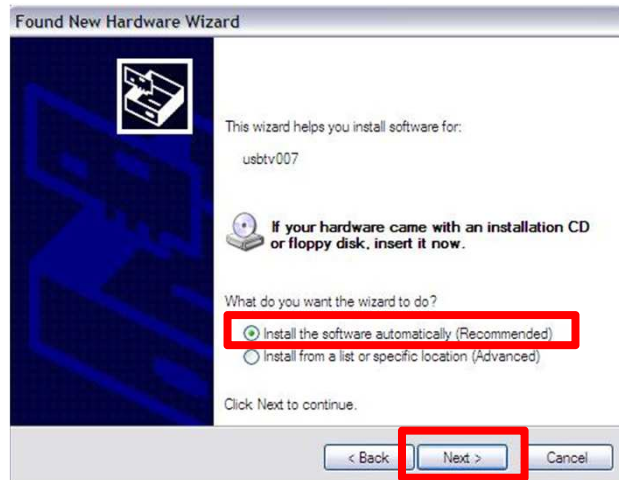 Found New Hardware Wizard
This wizard helps you install software for:
usbtv007
If your hardware came with an installation CD
or floppy disk, insert it now.
What do you want the wizard to do?
Install the software automatically (Recommended)
Install from a list or specific location (Advanced)
Click Next to continue.
< Back
Next >
Cancel